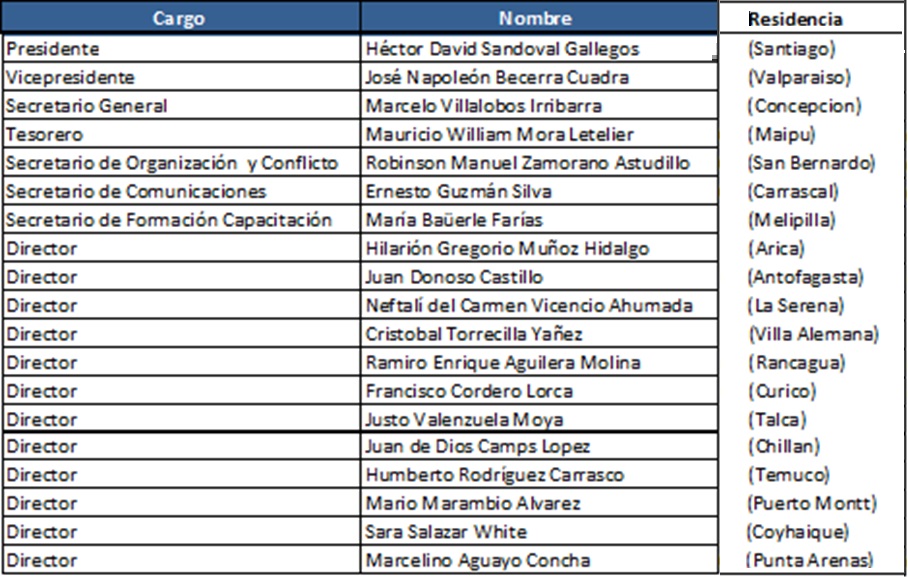 Cargo Nombre Residencia
Presidente Héctor David Sandoval Gallegos (Santiago)
Vicepresidente José Napoleón Becerra Cuadra (Valparaiso)
Secretario General Marcelo Villalobos Irribarra (Concepcion)
Tesorero Mauricio William Mora Letelier (Maipu)
Secretario de Organización y Conflicto Robinson Manuel Zamorano Astudillo (San Bernardo)
Secretario de Comunicaciones Ernesto Guzmán Silva (Carrascal)
Secretario de Formación Capacitación María Baüerle Farías (Melipilla)
Director Hilarión Gregorio Muñoz Hidalgo (Arica)
Director Juan Donoso Castillo (Antofagasta)
Director Neftalí del Carmen Vicencio Ahumada (La Serena)
Director Cristobal Torrecilla Yañez (Villa Alemana)
Director Ramiro Enrique Aguilera Molina (Rancagua)
Director Francisco Cordero Lorca (Curico)
Director Justo Valenzuela Moya (Talca)
Director Juan de Dios Camps Lopez (Chillan)
Director Humberto Rodríguez Carrasco (Temuco)
Director Mario Marambio Alvarez (Puerto Montt)
Director Sara Salazar White (Coyhaique)
Director Marcelino Aguayo Concha (Punta Arenas)